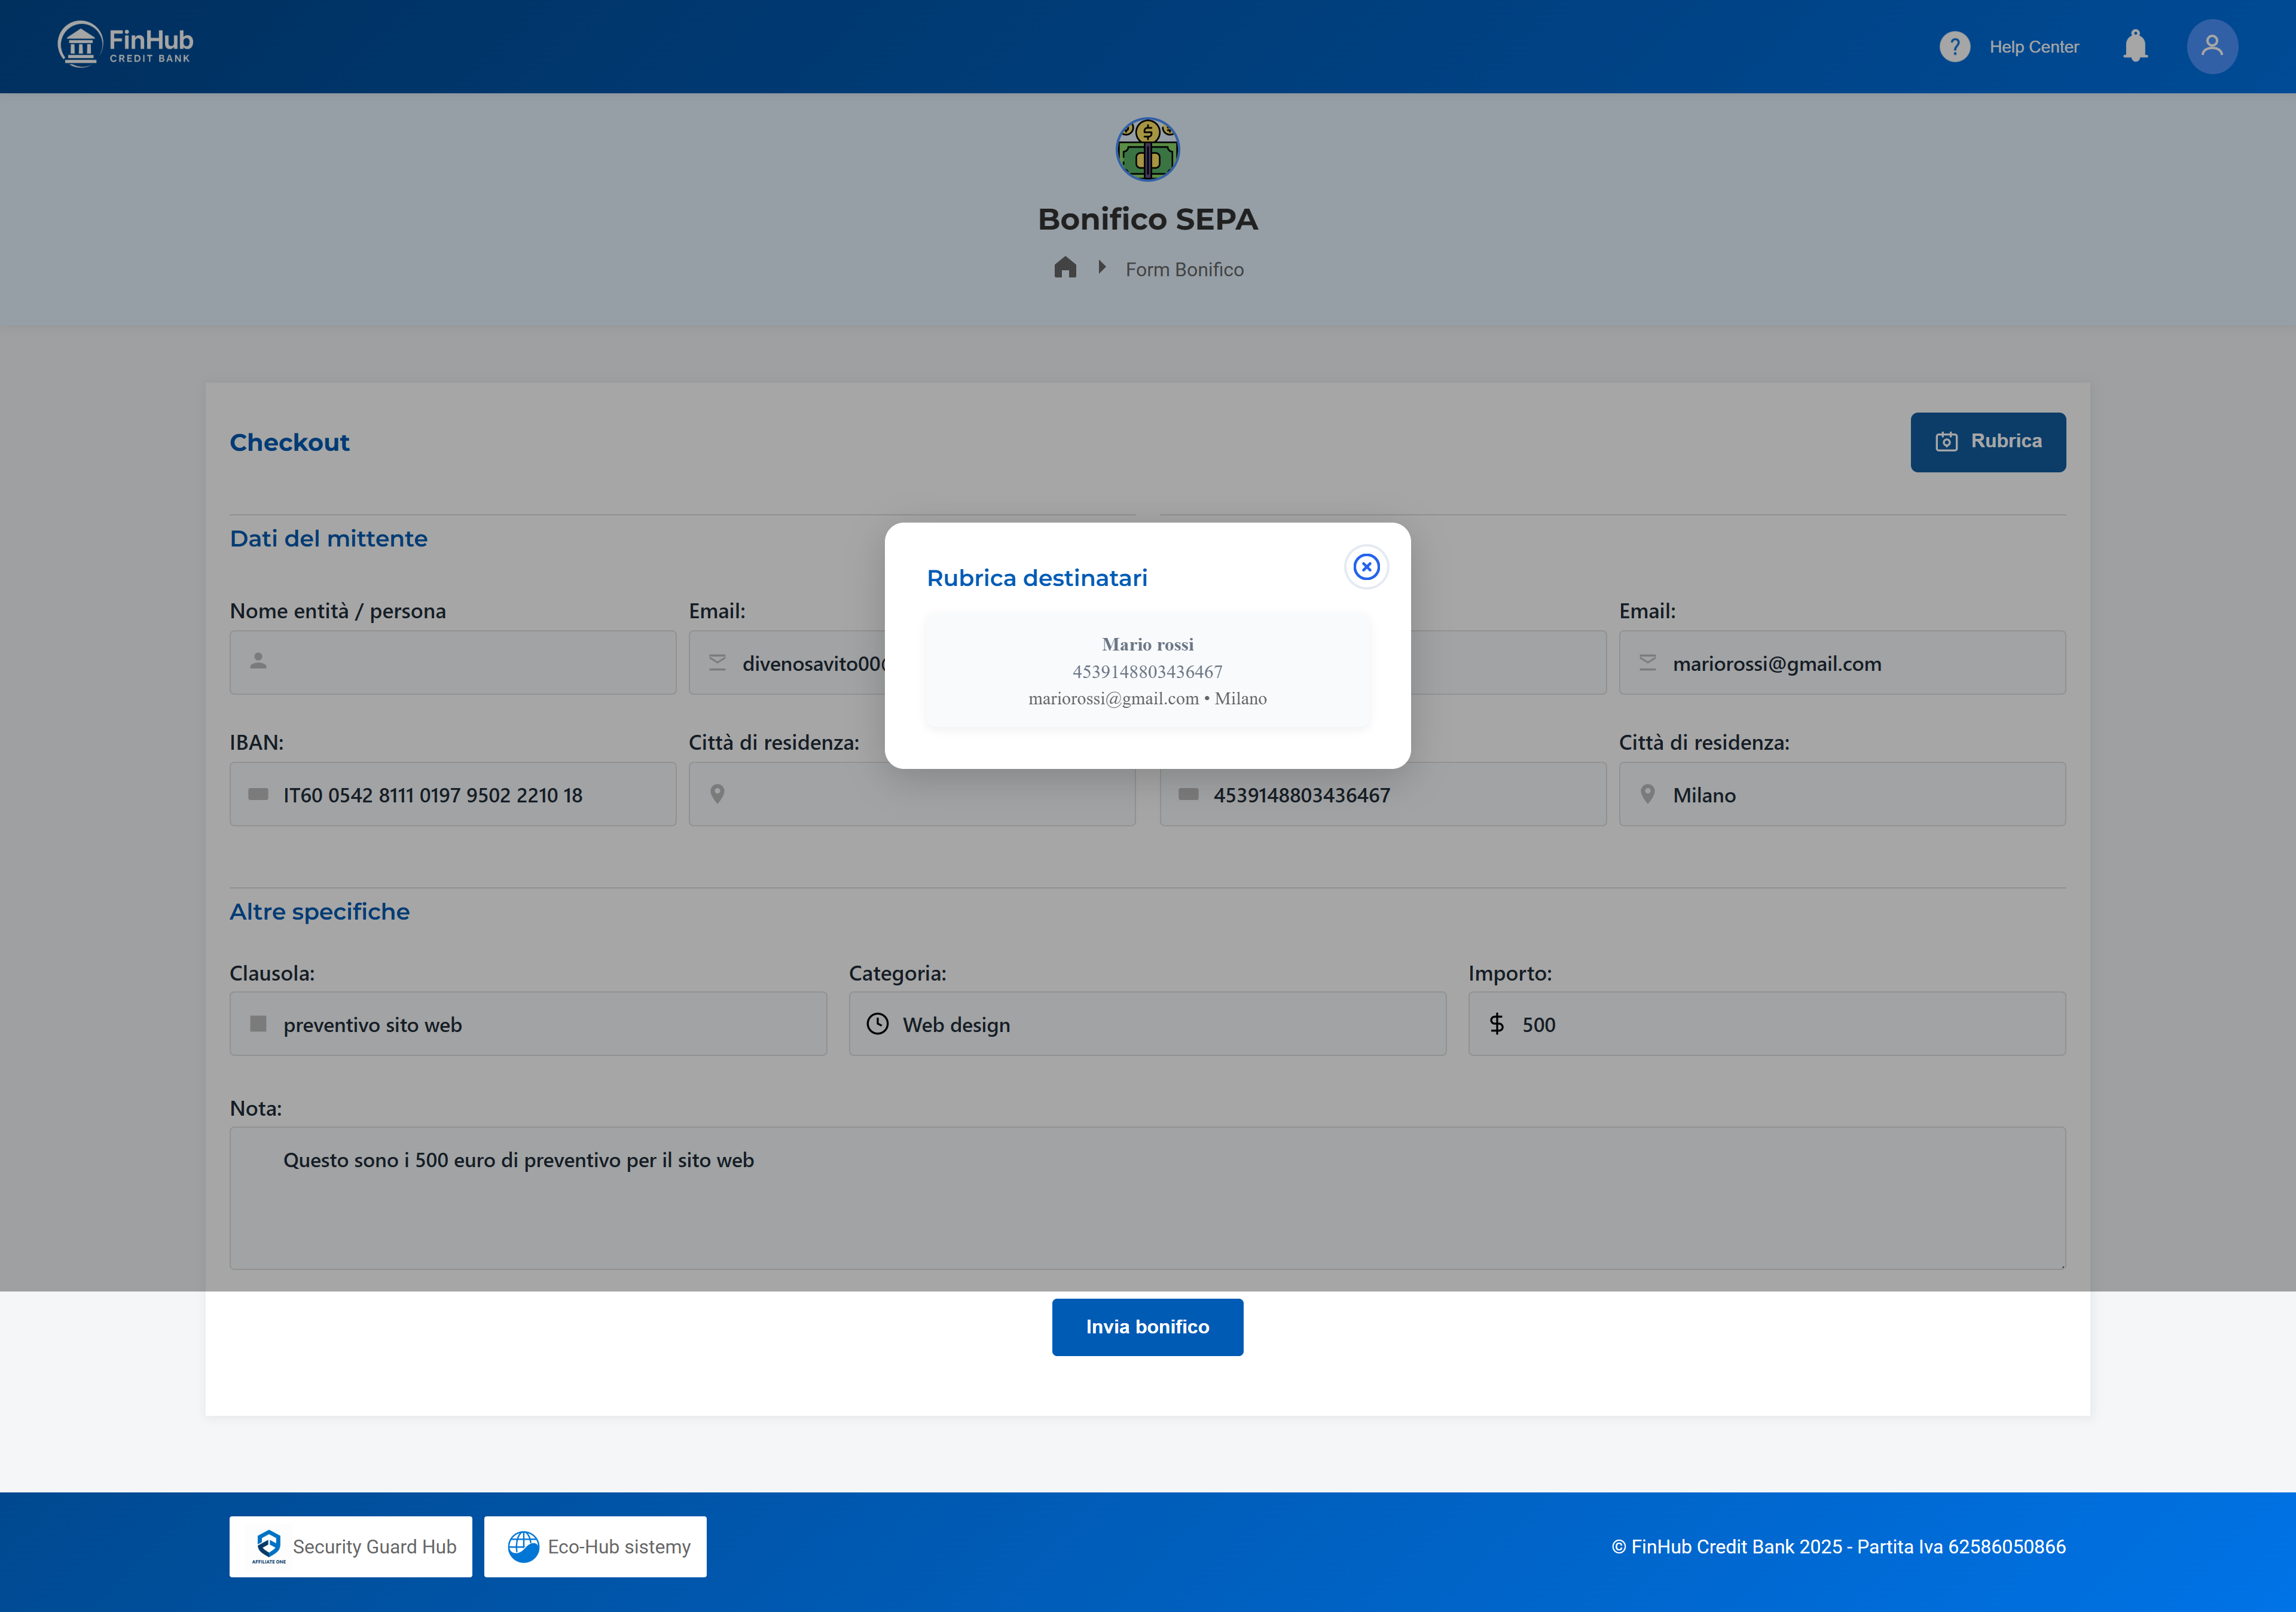 FinHub
CREDIT BANK
?
Help Center
Bonifico SEPA
Form Bonifico
Checkout
Rubrica
Dati del mittente
Rubrica destinatari
Mario rossi
4539148803436467
mariorossi@gmail.com • Milano
Nome entità / persona
Email:
Email:
divenosavito00
mariorossi@gmail.com
IBAN:
Città di residenza:
Città di residenza:
IT60 0542 8111 0197 9502 2210 18
4539148803436467
Milano
Altre specifiche
Clausola:
Categoria:
Importo:
preventivo sito web
Web design
$ 500
Nota:
Questo sono i 500 euro di preventivo per il sito web
Invia bonifico
AFFILIATE ONE
Security Guard Hub
Eco-Hub sistemy
© FinHub Credit Bank 2025 - Partita Iva 62586050866